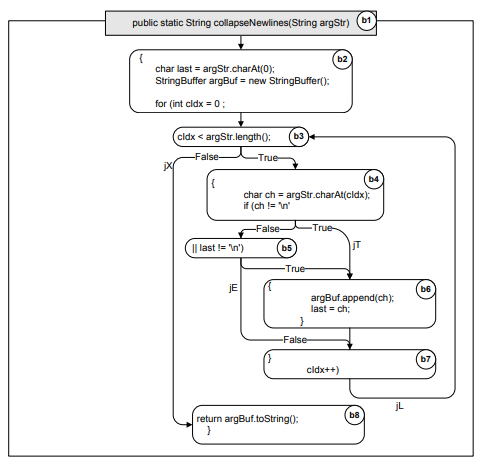 public static String collapseNewlines(String argStr) b1
{ b2
char last = argStr.charAt(0);
StringBuffer argBuf = new StringBuffer();
for (int cIdx = 0 ;
cIdx < argStr.length(); b3
False True
jX
{ b4
char ch = argStr.charAt(cIdx);
if (ch != '\n'
False True
|| last != '\n') b5
jT
True
jE
{ b6
argBuf.append(ch);
last = ch;
}
False
} b7
cIdx++)
jL
return argBuf.toString(); b8
}